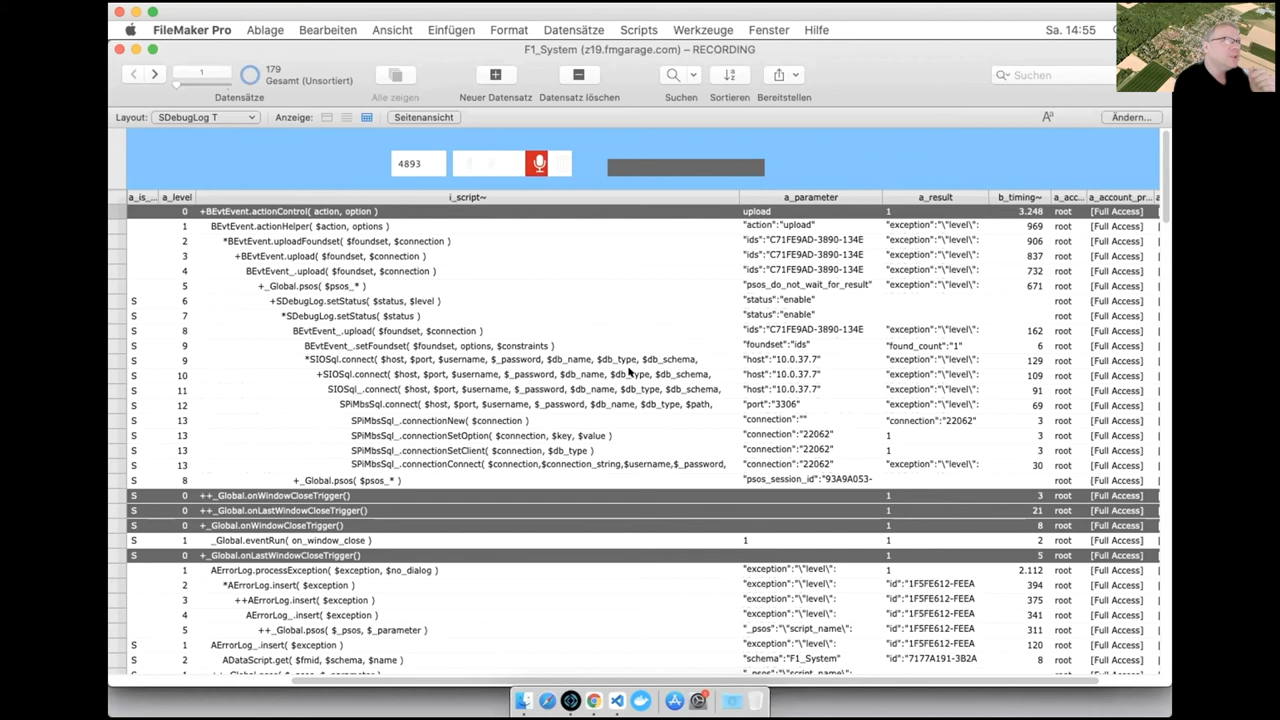 FileMaker Pro Ablage Bearbeiten Ansicht Einfügen Format Datensätze Scripts Werkzeuge Fenster Hilfe Sa. 14:55
F1_System (z19.fmgarage.com) – RECORDING
1 179 Gesamt (Unsortiert) Suchen
Datensätze Alle zeigen Neuer Datensatz Datensatz löschen Suchen Sortieren Bereitstellen
Layout: SDebugLog T Anzeige: Seitenansicht Aa Ändern...
4893
a_is_... a_level i_script~ a_parameter a_result b_timing~ a_acc... a_account_pr...
0 +BEvtEvent.actionControl( action, option ) upload 1 3.248 root [Full Access]
1 BEvtEvent.actionHelper( $action, options ) "action":"upload" "exception":"\"level\": 969 root [Full Access]
2 *BEvtEvent.uploadFoundset( $foundset, $connection ) "ids":"C71FE9AD-3890-134E "exception":"\"level\": 906 root [Full Access]
3 +BEvtEvent.upload( $foundset, $connection ) "ids":"C71FE9AD-3890-134E "exception":"\"level\": 837 root [Full Access]
4 BEvtEvent_.upload( $foundset, $connection ) "ids":"C71FE9AD-3890-134E "exception":"\"level\": 732 root [Full Access]
5 +_Global.psos( $psos_* ) "psos_do_not_wait_for_result" "exception":"\"level\": 671 root [Full Access]
S 6 +SDebugLog.setStatus( $status, $level ) "status":"enable" root [Full Access]
S 7 *SDebugLog.setStatus( $status ) "status":"enable" root [Full Access]
S 8 BEvtEvent_.upload( $foundset, $connection ) "ids":"C71FE9AD-3890-134E "exception":"\"level\": 162 root [Full Access]
S 9 BEvtEvent_.setFoundset( $foundset, options, $constraints ) "foundset":"ids" "found_count":"1" 6 root [Full Access]
S 9 *SIOSql.connect( $host, $port, $username, $_password, $db_name, $db_type, $db_schema, "host":"10.0.37.7" "exception":"\"level\": 129 root [Full Access]
S 10 +SIOSql.connect( $host, $port, $username, $_password, $db_name, $db_type, $db_schema, "host":"10.0.37.7" "exception":"\"level\": 109 root [Full Access]
S 11 SIOSql_.connect( $host, $port, $username, $_password, $db_name, $db_type, $db_schema, "host":"10.0.37.7" "exception":"\"level\": 91 root [Full Access]
S 12 SPiMbsSql.connect( $host, $port, $username, $_password, $db_name, $db_type, $path, "port":"3306" "exception":"\"level\": 69 root [Full Access]
S 13 SPiMbsSql_.connectionNew( $connection ) "connection":"" "connection":"22062" 3 root [Full Access]
S 13 SPiMbsSql_.connectionSetOption( $connection, $key, $value ) "connection":"22062" 1 3 root [Full Access]
S 13 SPiMbsSql_.connectionSetClient( $connection, $db_type ) "connection":"22062" 1 3 root [Full Access]
S 13 SPiMbsSql_.connectionConnect( $connection,$connection_string,$username,$_password, "connection":"22062" "exception":"\"level\": 30 root [Full Access]
S 8 +_Global.psos( $psos_* ) "psos_session_id":"93A9A053- root [Full Access]
S 0 ++_Global.onWindowCloseTrigger() 1 3 root [Full Access]
S 0 ++_Global.onLastWindowCloseTrigger() 1 21 root [Full Access]
S 0 +_Global.onWindowCloseTrigger() 1 8 root [Full Access]
S 1 _Global.eventRun( on_window_close ) 1 1 2 root [Full Access]
S 0 +_Global.onLastWindowCloseTrigger() 1 5 root [Full Access]
1 AErrorLog.processException( $exception, $no_dialog ) "exception":"\"level\": 1 2.112 root [Full Access]
2 *AErrorLog.insert( $exception ) "exception":"\"level\": "id":"1F5FE612-FEEA 394 root [Full Access]
3 ++AErrorLog.insert( $exception ) "exception":"\"level\": "id":"1F5FE612-FEEA 375 root [Full Access]
4 AErrorLog_.insert( $exception ) "exception":"\"level\": "id":"1F5FE612-FEEA 341 root [Full Access]
5 ++_Global.psos( $_psos, $_parameter ) "_psos":"\"script_name\": "id":"1F5FE612-FEEA 311 root [Full Access]
S 1 AErrorLog_.insert( $exception ) "exception":"\"level\": "id":"1F5FE612-FEEA 120 root [Full Access]
S 2 ADataScript.get( $fmid, $schema, $name ) "schema":"F1_System" "id":"7177A191-3B2A 8 root [Full Access]